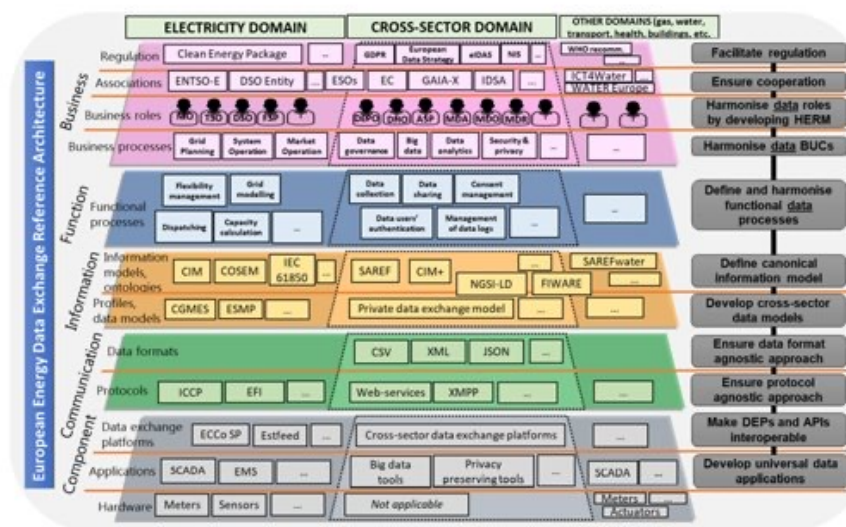 ELECTRICITY DOMAIN
CROSS-SECTOR DOMAIN
OTHER DOMAINS (gas, water,
transport, health, buildings, etc.
European Energy Data Exchange Reference Architecture
Business
Regulation
Clean Energy Package
...
GDPR
European
Data Strategy
eIDAS
NIS
...
WHO recomm.
...
Facilitate regulation
Associations
ENTSO-E
DSO Entity
...
ESOs
EC
GAIA-X
IDSA
...
ICT4Water
...
WATER Europe
Ensure cooperation
Business roles
MO
TSO
DSO
FSP
DEPO
DHO
ASP
MDA
MDO
MDR
Harmonise data roles
by developing HERM
Business processes
Grid
Planning
System
Operation
Market
Operation
Data
governance
Big
data
Data
analytics
Security &
privacy
...
...
Harmonise data BUCs
Function
Functional
processes
Flexibility
management
Grid
modelling
Dispatching
Capacity
calculation
...
Data
collection
Data
sharing
Consent
management
Data users'
authentication
Management
of data logs
...
...
Define and harmonise
functional data
processes
Information
Information
models,
ontologies
CIM
COSEM
IEC
61850
...
SAREF
CIM+
NGSI-LD
...
FIWARE
SAREFwater
...
Define canonical
information model
Profiles,
data models
CGMES
ESMP
...
Private data exchange model
...
...
Develop cross-sector
data models
Communication
Data formats
CSV
XML
JSON
...
Ensure data format
agnostic approach
Protocols
ICCP
EFI
...
Web-services
XMPP
...
...
Ensure protocol
agnostic approach
Component
Data exchange
platforms
ECCo SP
Estfeed
...
Cross-sector data exchange platforms
...
Make DEPs and APIs
interoperable
Applications
SCADA
EMS
...
Big data
tools
Privacy
preserving tools
...
SCADA
...
Develop universal data
applications
Hardware
Meters
Sensors
...
Not applicable
Meters
...
Actuators